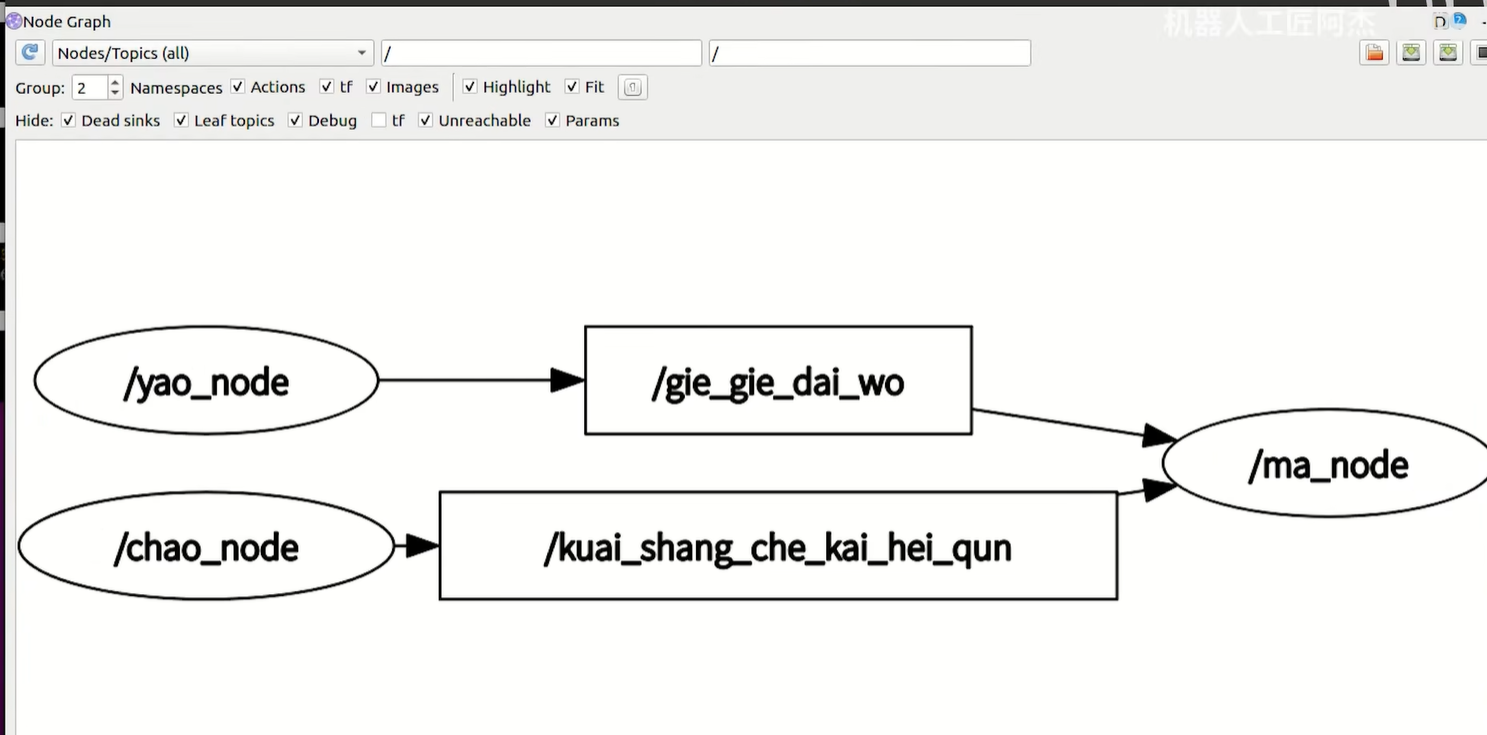 Node Graph
机器人工匠阿杰
Nodes/Topics (all) / /
Group: 2 Namespaces Actions tf Images Highlight Fit
Hide: Dead sinks Leaf topics Debug tf Unreachable Params
/yao_node
/gie_gie_dai_wo
/ma_node
/chao_node
/kuai_shang_che_kai_hei_qun